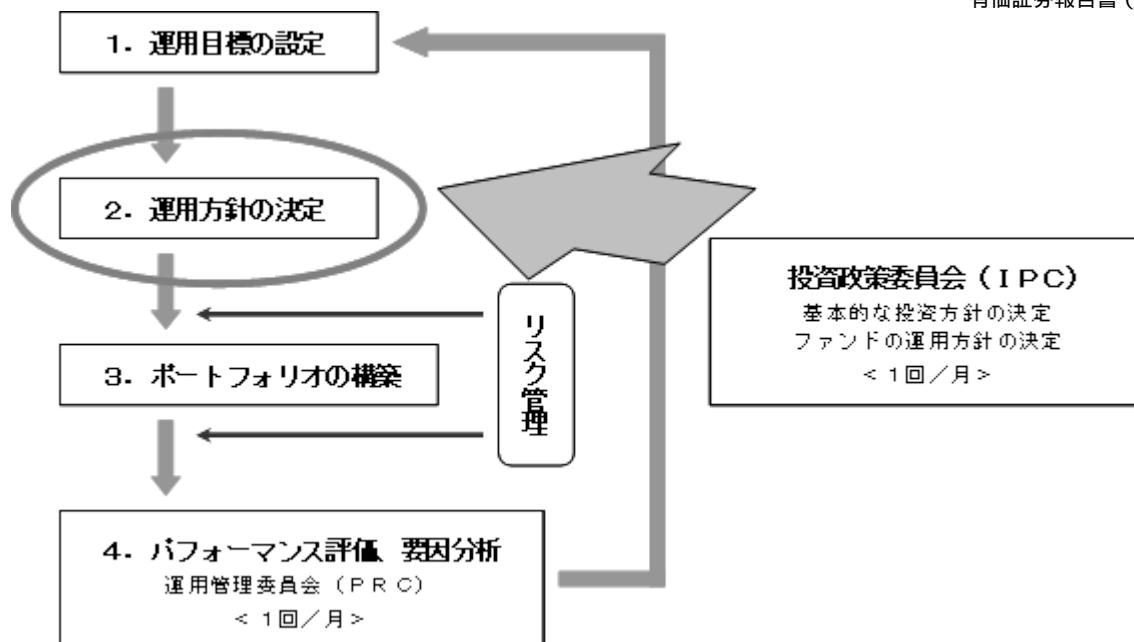 有価証券報告書（
1．運用目標の設定
2．運用方針の決定
投資政策委員会（ＩＰＣ）
基本的な投資方針の決定
ファンドの運用方針の決定
＜１回／月＞
リスク管理
3．ポートフォリオの構築
4．パフォーマンス評価、要因分析
運用管理委員会（ＰＲＣ）
＜１回／月＞